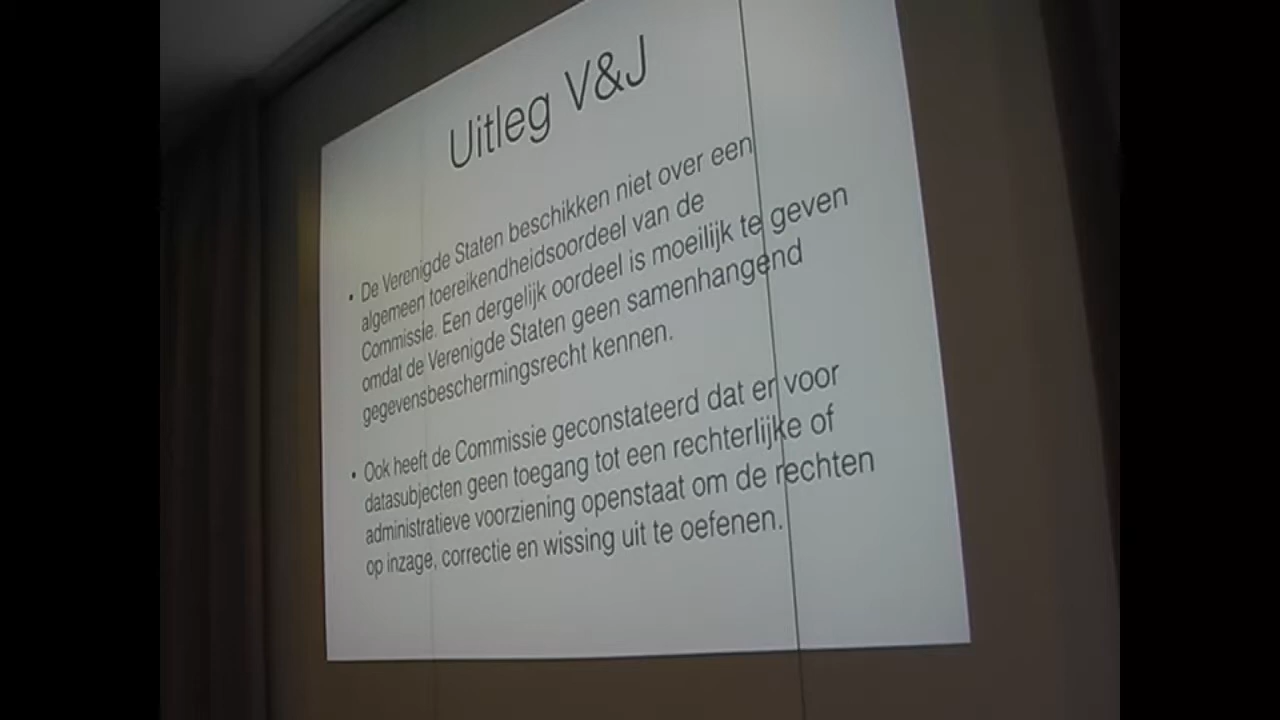 Uitleg V&J
• De Verenigde Staten beschikken niet over een
algemeen toereikendheidsoordeel van de
Commissie. Een dergelijk oordeel is moeilijk te geven
omdat de Verenigde Staten geen samenhangend
gegevensbeschermingsrecht kennen.
• Ook heeft de Commissie geconstateerd dat er voor
datasubjecten geen toegang tot een rechterlijke of
administratieve voorziening openstaat om de rechten
op inzage, correctie en wissing uit te oefenen.